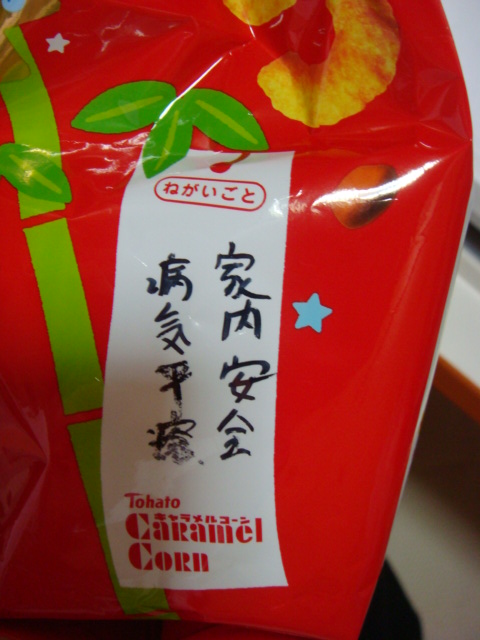 ねがいごと
家内安全
病気平癒
Tohato
キャラメルコーン
Caramel
Corn